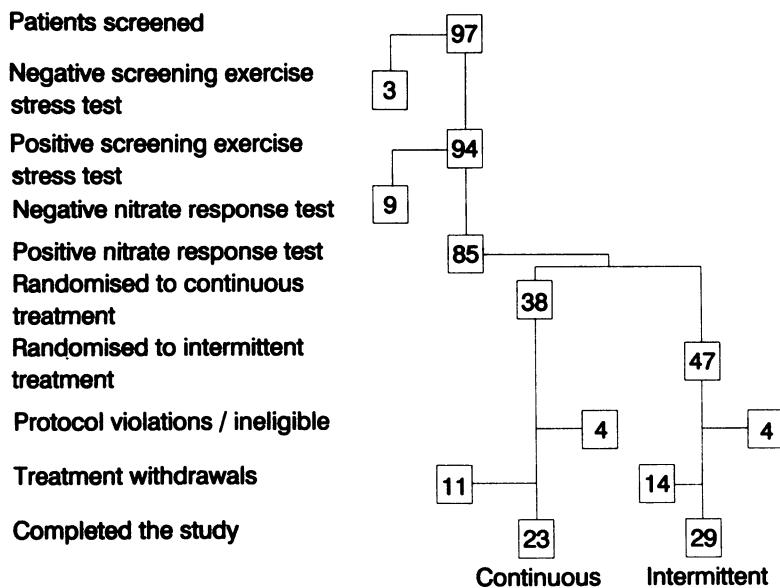 Patients screened
97
Negative screening exercise
stress test
3
Positive screening exercise
stress test
94
9
Negative nitrate response test
Positive nitrate response test
85
Randomised to continuous
treatment
38
Randomised to intermittent
treatment
47
Protocol violations / ineligible
4
4
Treatment withdrawals
11
14
Completed the study
23
29
Continuous
Intermittent